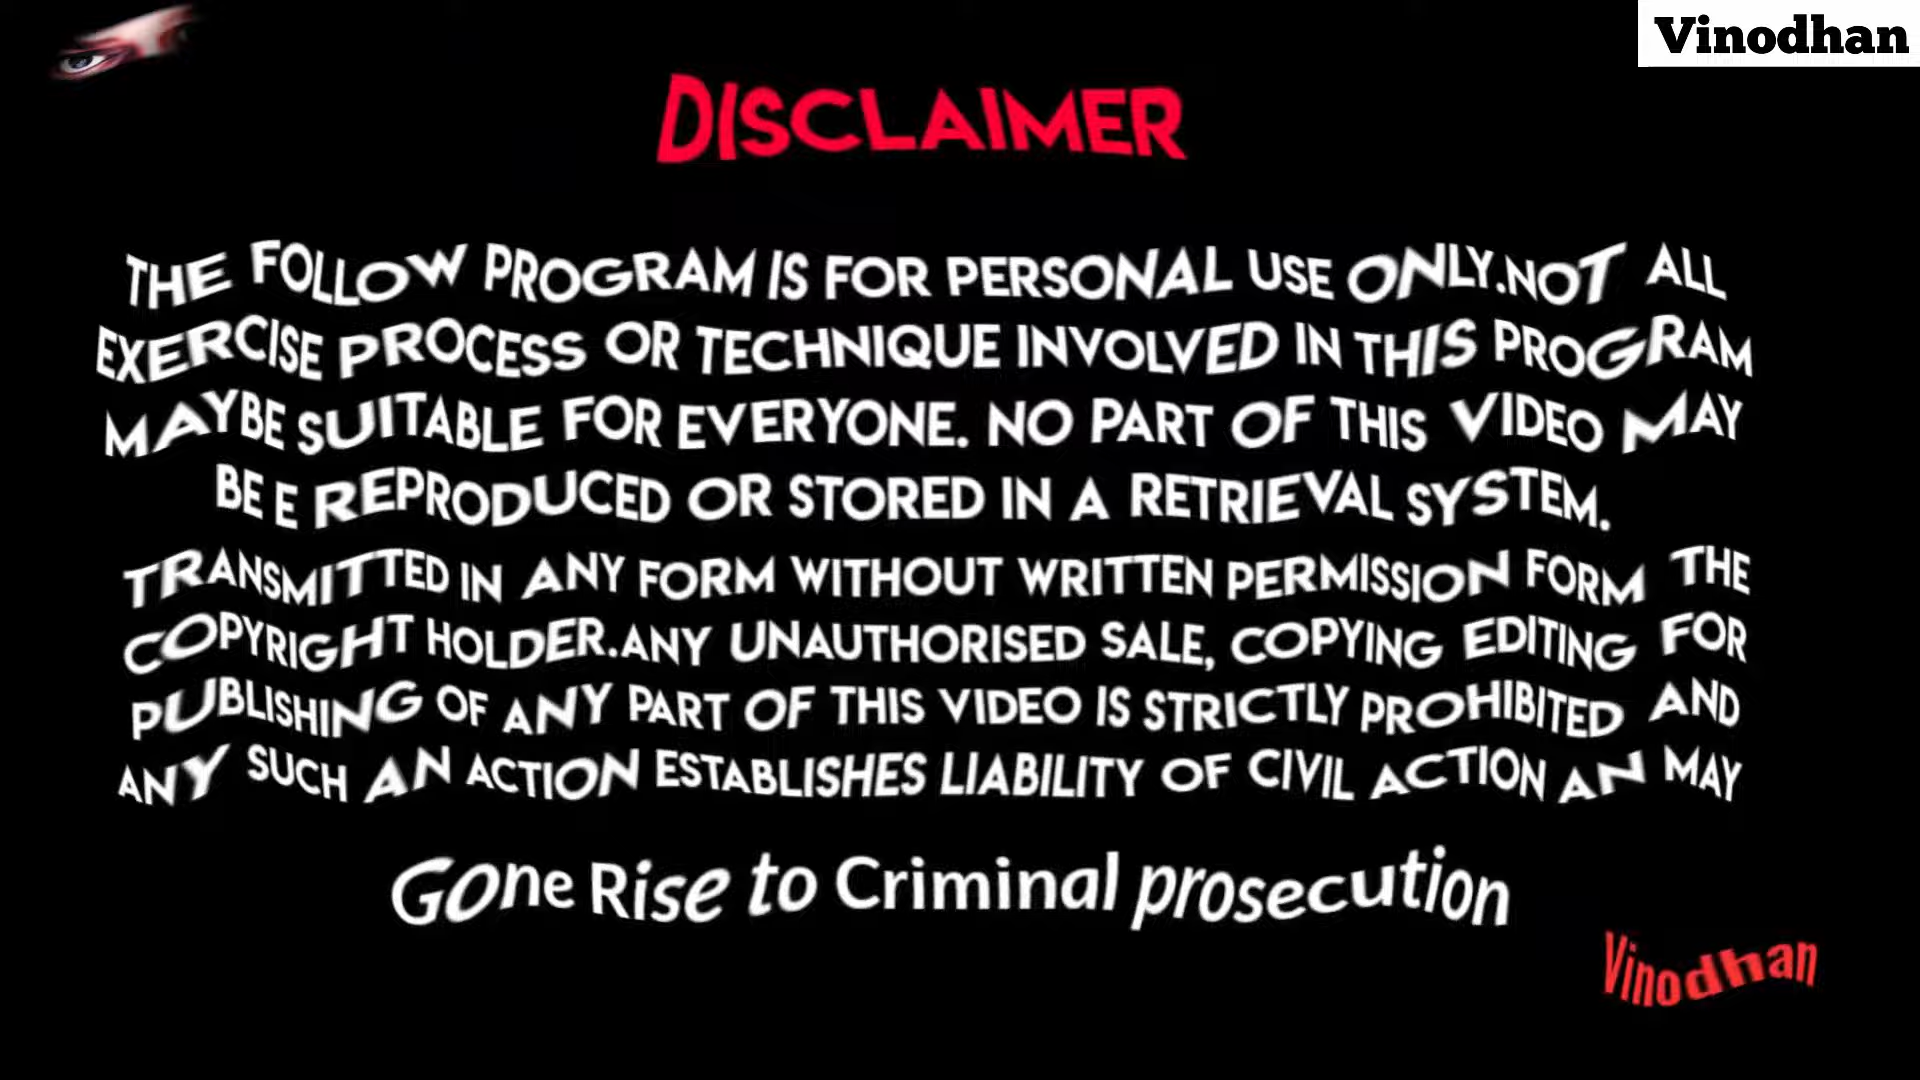 Vinodhan
DISCLAIMER
THE FOLLOW PROGRAM IS FOR PERSONAL USE ONLY.NOT ALL
EXERCISE PROCESS OR TECHNIQUE INVOLVED IN THIS PROGRAM
MAYBE SUITABLE FOR EVERYONE. NO PART OF THIS VIDEO MAY
BE E REPRODUCED OR STORED IN A RETRIEVAL SYSTEM.
TRANSMITTED IN ANY FORM WITHOUT WRITTEN PERMISSION FORM THE
COPYRIGHT HOLDER.ANY UNAUTHORISED SALE, COPYING EDITING FOR
PUBLISHING OF ANY PART OF THIS VIDEO IS STRICTLY PROHIBITED AND
ANY SUCH AN ACTION ESTABLISHES LIABILITY OF CIVIL ACTION AN MAY
Gone Rise to Criminal prosecution
Vinodhan